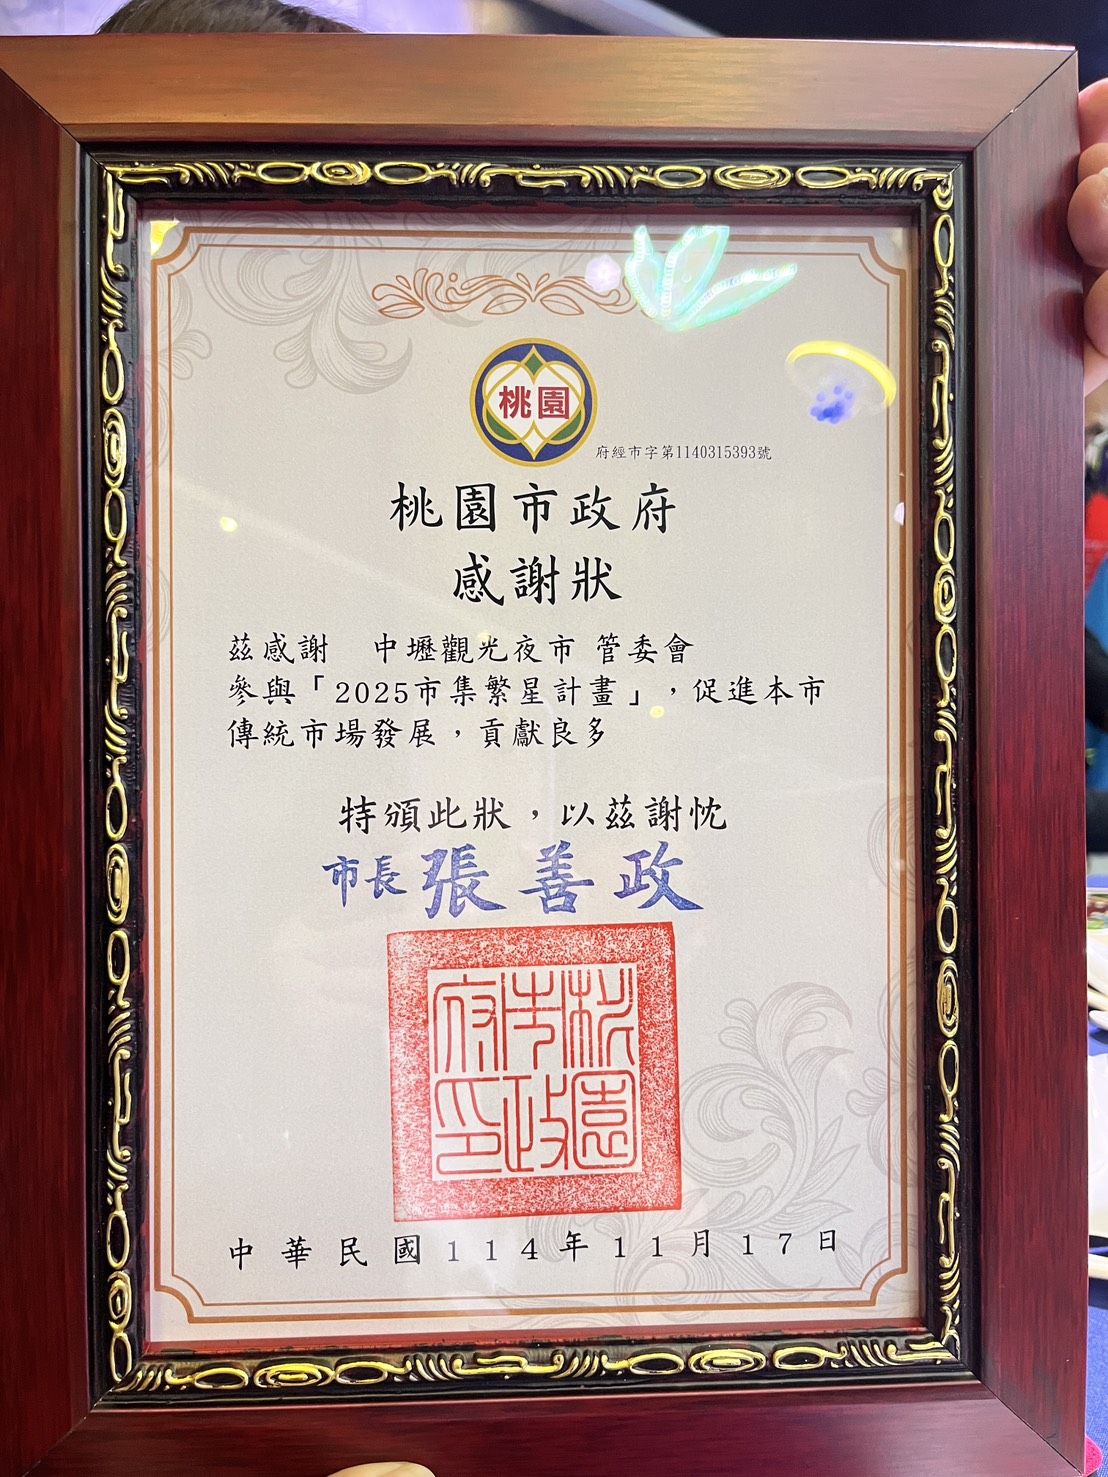 桃園
府經市字第1140315393號
桃園市政府
感謝狀
茲感謝 中壢觀光夜市 管委會
參與「2025市集繁星計畫」，促進本市
傳統市場發展，貢獻良多
特頒此狀，以茲謝忱
市長 張善政
桃園市政府印
中華民國114年11月17日